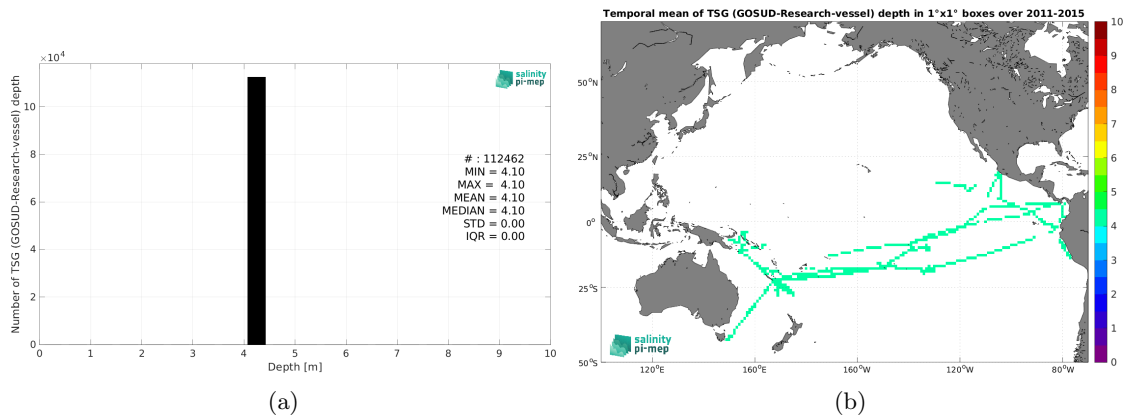 ×10⁴
10
8
6
4
2
0
Number of TSG (GOSUD-Research-vessel) depth
salinity
pi-mep
# : 112462
MIN = 4.10
MAX = 4.10
MEAN = 4.10
MEDIAN = 4.10
STD = 0.00
IQR = 0.00
0 1 2 3 4 5 6 7 8 9 10
Depth [m]
(a)
Temporal mean of TSG (GOSUD-Research-vessel) depth in 1°x1° boxes over 2011-2015
50°N
25°N
0°
25°S
50°S
salinity
pi-mep
120°E 160°E 160°W 120°W 80°W
10
9
8
7
6
5
4
3
2
1
0
(b)